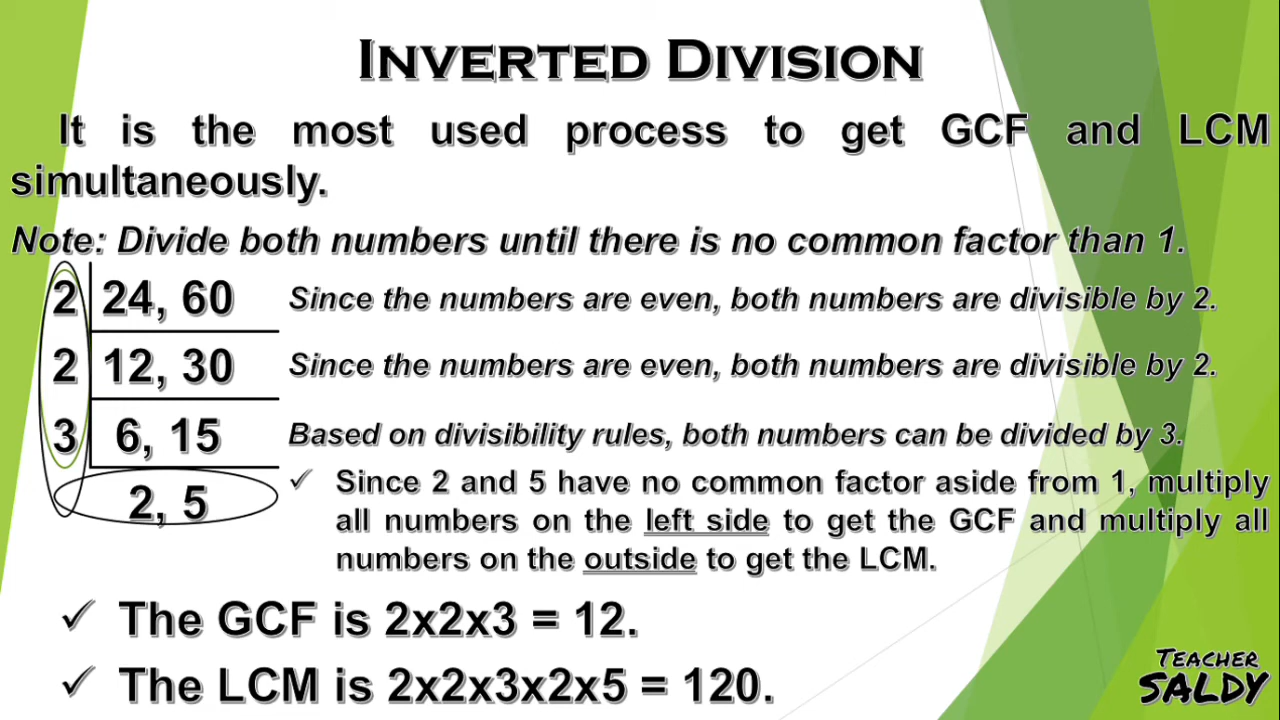 INVERTED DIVISION
It is the most used process to get GCF and LCM
simultaneously.
Note: Divide both numbers until there is no common factor than 1.
2 24, 60 Since the numbers are even, both numbers are divisible by 2.
2 12, 30 Since the numbers are even, both numbers are divisible by 2.
3 6, 15 Based on divisibility rules, both numbers can be divided by 3.
2, 5
✓ Since 2 and 5 have no common factor aside from 1, multiply
all numbers on the left side to get the GCF and multiply all
numbers on the outside to get the LCM.
✓ The GCF is 2x2x3 = 12.
✓ The LCM is 2x2x3x2x5 = 120.
TEACHER
SALDY